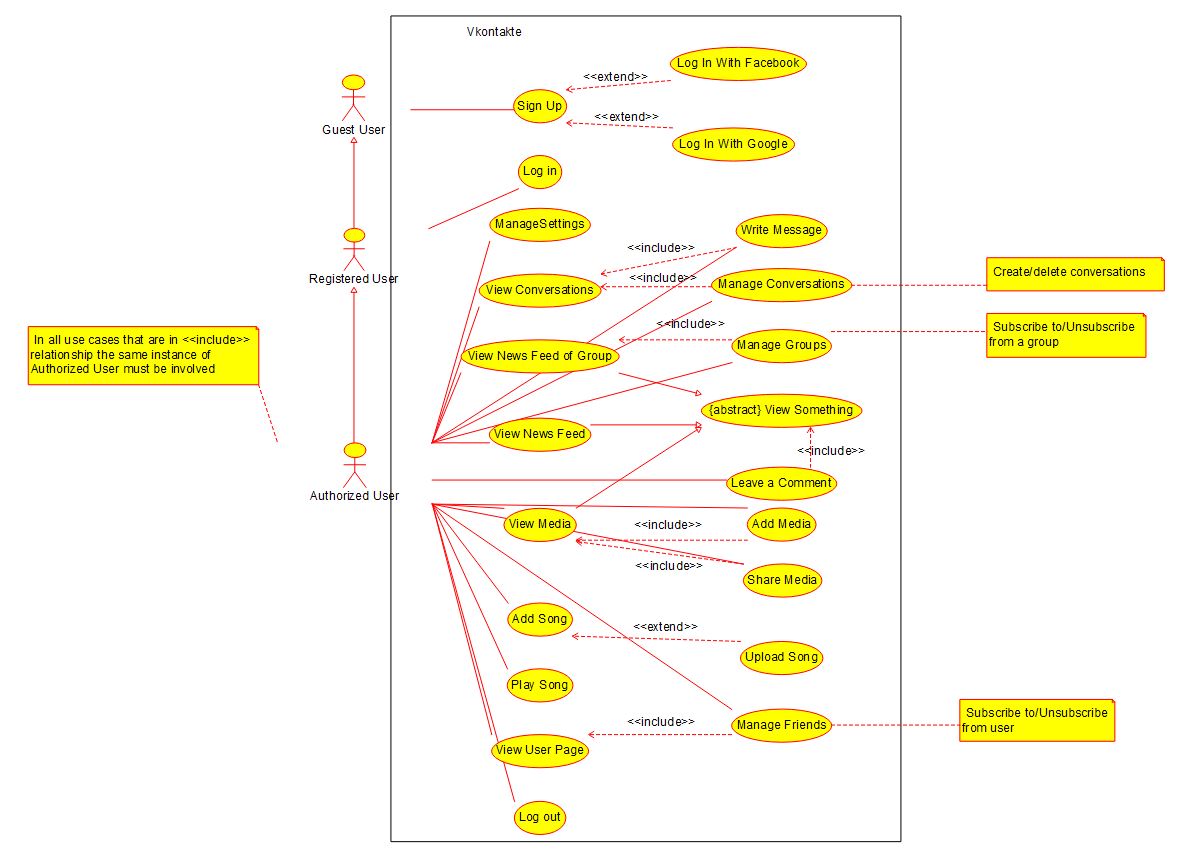 Vkontakte
Log In With Facebook
<<extend>>
Sign Up
<<extend>>
Guest User
Log In With Google
Log in
ManageSettings
Write Message
<<include>>
Registered User
<<include>>
View Conversations
Manage Conversations
Create/delete conversations
<<include>>
Subscribe to/Unsubscribe
from a group
In all use cases that are in <<include>>
relationship the same instance of
Authorized User must be involved
View News Feed of Group
Manage Groups
{abstract} View Something
View News Feed
<<include>>
Leave a Comment
Authorized User
View Media
<<include>>
Add Media
<<include>>
Share Media
Add Song
<<extend>>
Upload Song
Play Song
<<include>>
Manage Friends
Subscribe to/Unsubscribe
from user
View User Page
Log out